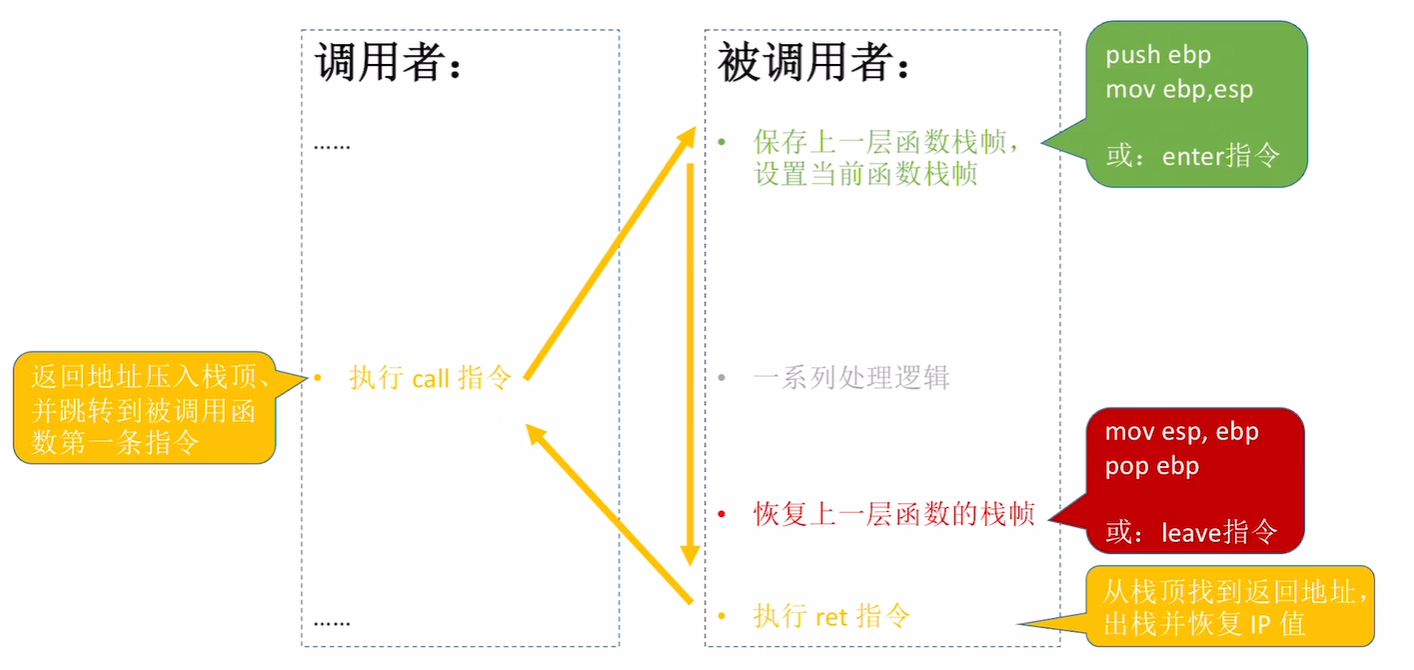 调用者：
……
返回地址压入栈顶、
并跳转到被调用函
数第一条指令
• 执行 call 指令
……
被调用者：
• 保存上一层函数栈帧，
设置当前函数栈帧
push ebp
mov ebp,esp
或：enter指令
• 一系列处理逻辑
• 恢复上一层函数的栈帧
mov esp, ebp
pop ebp
或：leave指令
• 执行 ret 指令
从栈顶找到返回地址，
出栈并恢复 IP 值